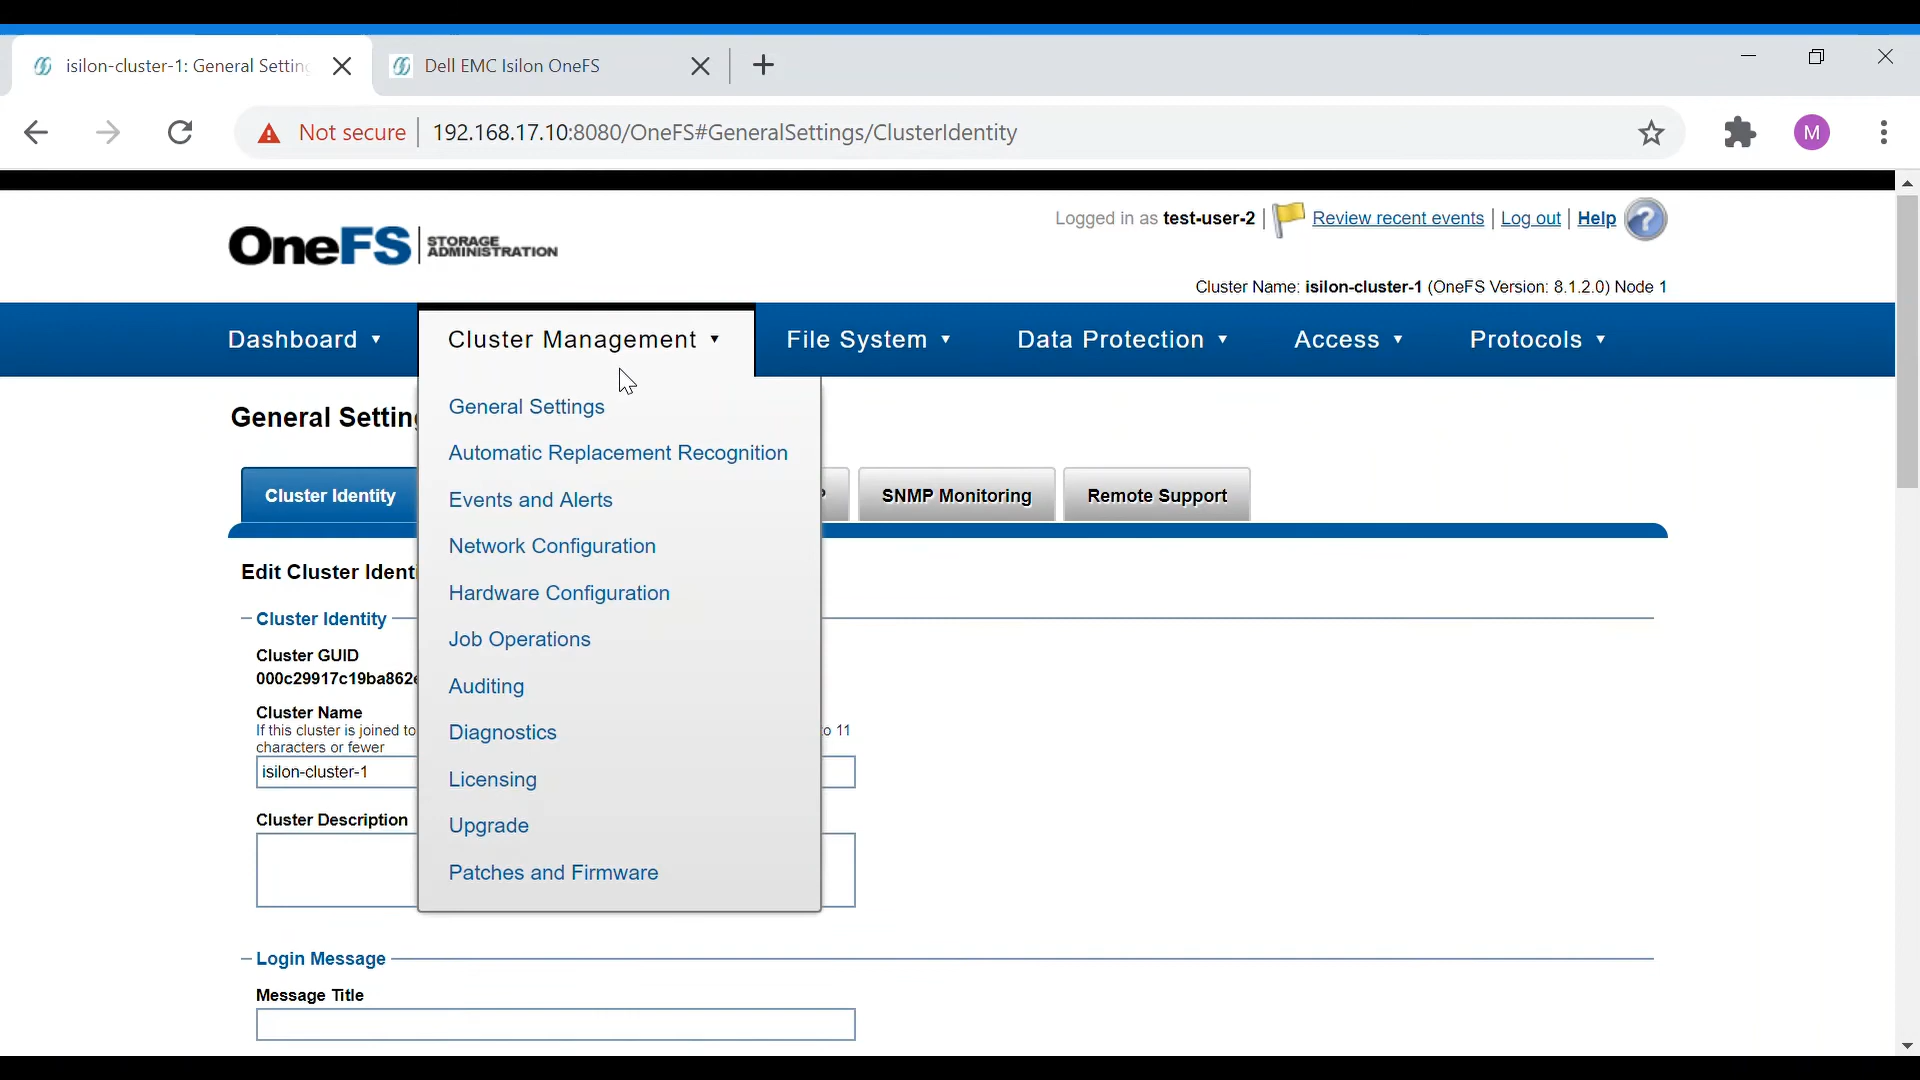 isilon-cluster-1: General Setting
Dell EMC Isilon OneFS
Not secure
192.168.17.10:8080/OneFS#GeneralSettings/ClusterIdentity
M
Logged in as test-user-2
Review recent events
Log out
Help
?
OneFS STORAGE ADMINISTRATION
Cluster Name: isilon-cluster-1 (OneFS Version: 8.1.2.0) Node 1
Dashboard
Cluster Management
File System
Data Protection
Access
Protocols
General Settin
General Settings
Automatic Replacement Recognition
Events and Alerts
Network Configuration
Hardware Configuration
Job Operations
Auditing
Diagnostics
Licensing
Upgrade
Patches and Firmware
Cluster Identity
SNMP Monitoring
Remote Support
Edit Cluster Identi
Cluster Identity
Cluster GUID
000c29917c19ba862
Cluster Name
If this cluster is joined to
o 11
characters or fewer
isilon-cluster-1
Cluster Description
Login Message
Message Title